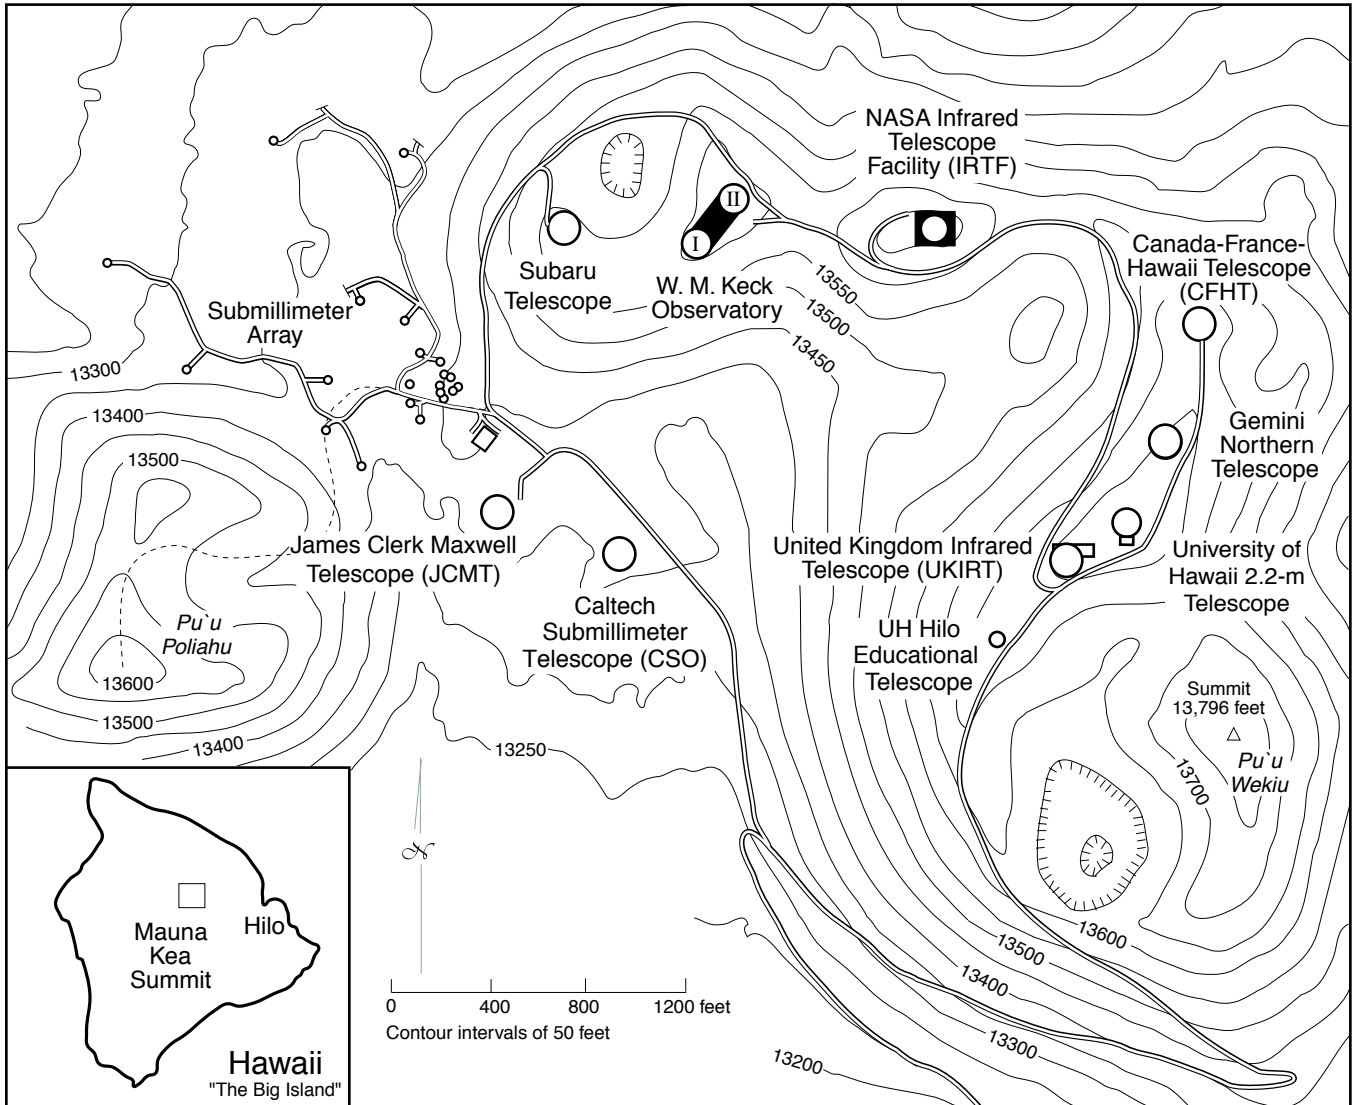 NASA Infrared
Telescope
Facility (IRTF)
II
I
Canada-France-
Hawaii Telescope
(CFHT)
Subaru
Telescope
W. M. Keck
Observatory
13550
13500
13450
Submillimeter
Array
13300
13400
13500
Gemini
Northern
Telescope
James Clerk Maxwell
Telescope (JCMT)
United Kingdom Infrared
Telescope (UKIRT)
University of
Hawaii 2.2-m
Telescope
Caltech
Submillimeter
Telescope (CSO)
UH Hilo
Educational
Telescope
Pu`u
Poliahu
13600
13500
13400
13250
Summit
13,796 feet
Pu`u
Wekiu
13700
13600
13500
13400
13300
13200
N
0 400 800 1200 feet
Contour intervals of 50 feet
Mauna
Kea
Summit
Hilo
Hawaii
"The Big Island"